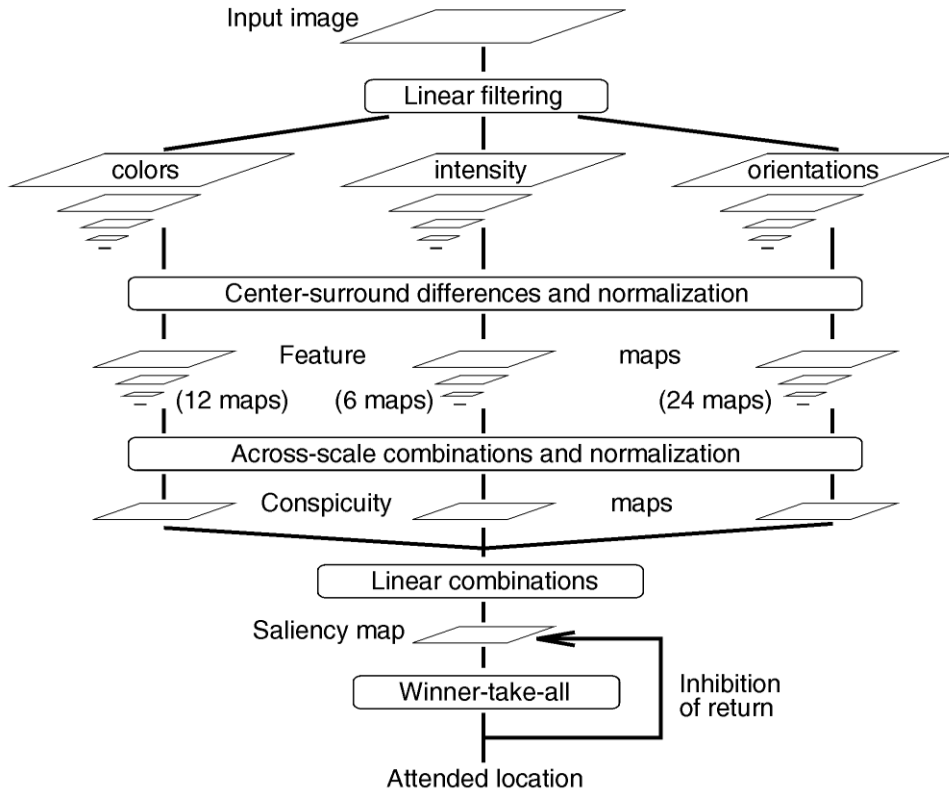 Input image
Linear filtering
colors
intensity
orientations
Center-surround differences and normalization
Feature
maps
(12 maps)
(6 maps)
(24 maps)
Across-scale combinations and normalization
Conspicuity
maps
Linear combinations
Saliency map
Winner-take-all
Inhibition
of return
Attended location